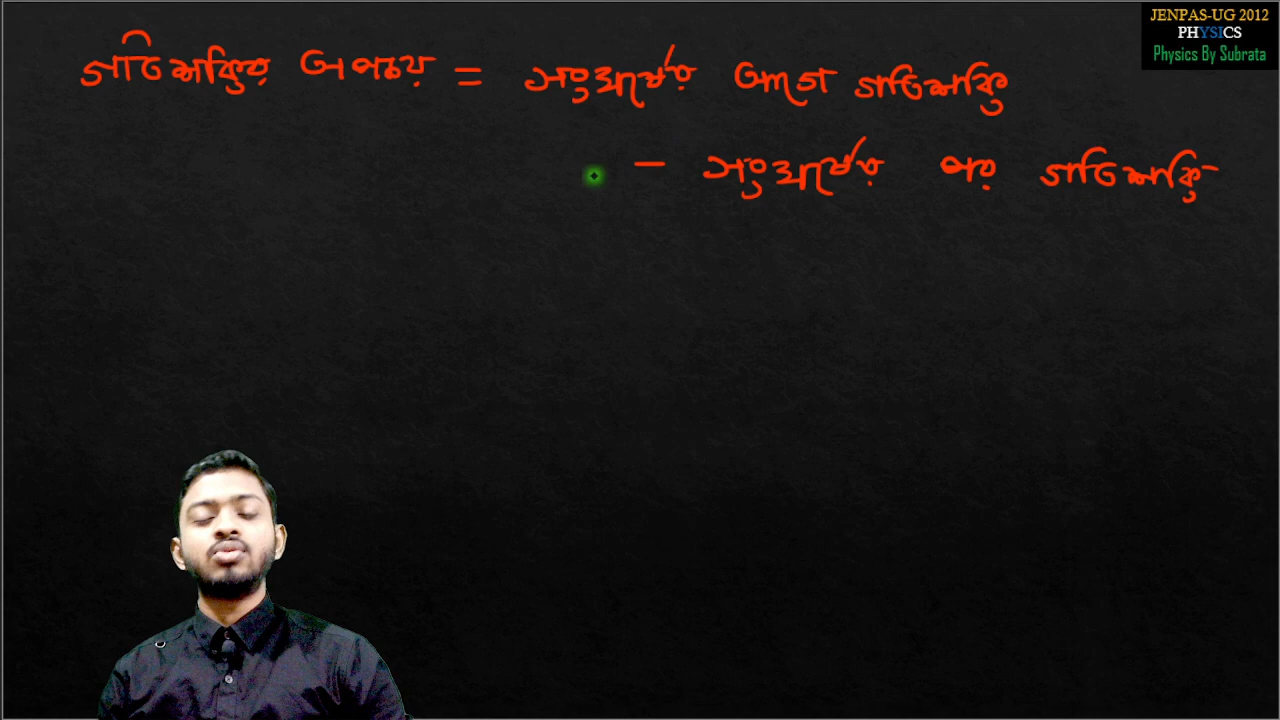 JENPAS-UG 2012
PHYSICS
Physics By Subrata
গতিশক্তির অপচয় = সংঘর্ষের আগে গতিশক্তি
- সংঘর্ষের পর গতিশক্তি